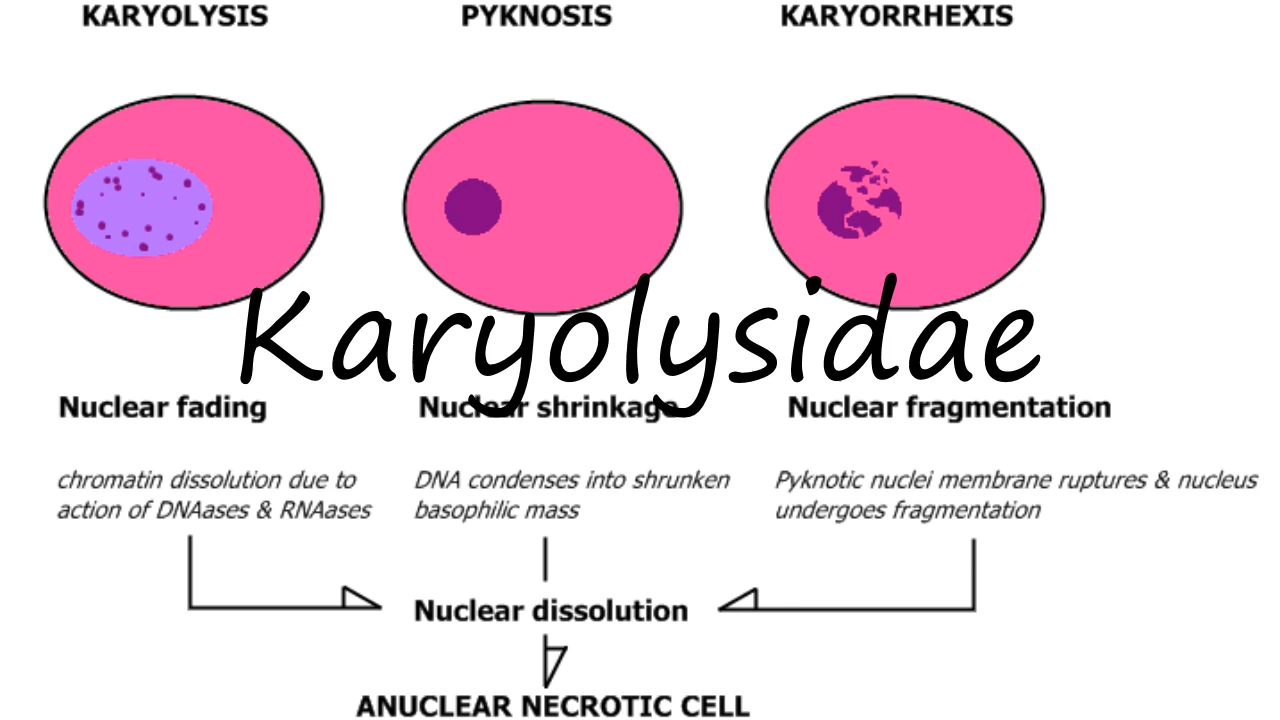 KARYOLYSIS PYKNOSIS KARYORRHEXIS
Karyolysidae
Nuclear fading Nuclear shrinkage Nuclear fragmentation
chromatin dissolution due to
action of DNAases & RNAases
DNA condenses into shrunken
basophilic mass
Pyknotic nuclei membrane ruptures & nucleus
undergoes fragmentation
Nuclear dissolution
ANUCLEAR NECROTIC CELL